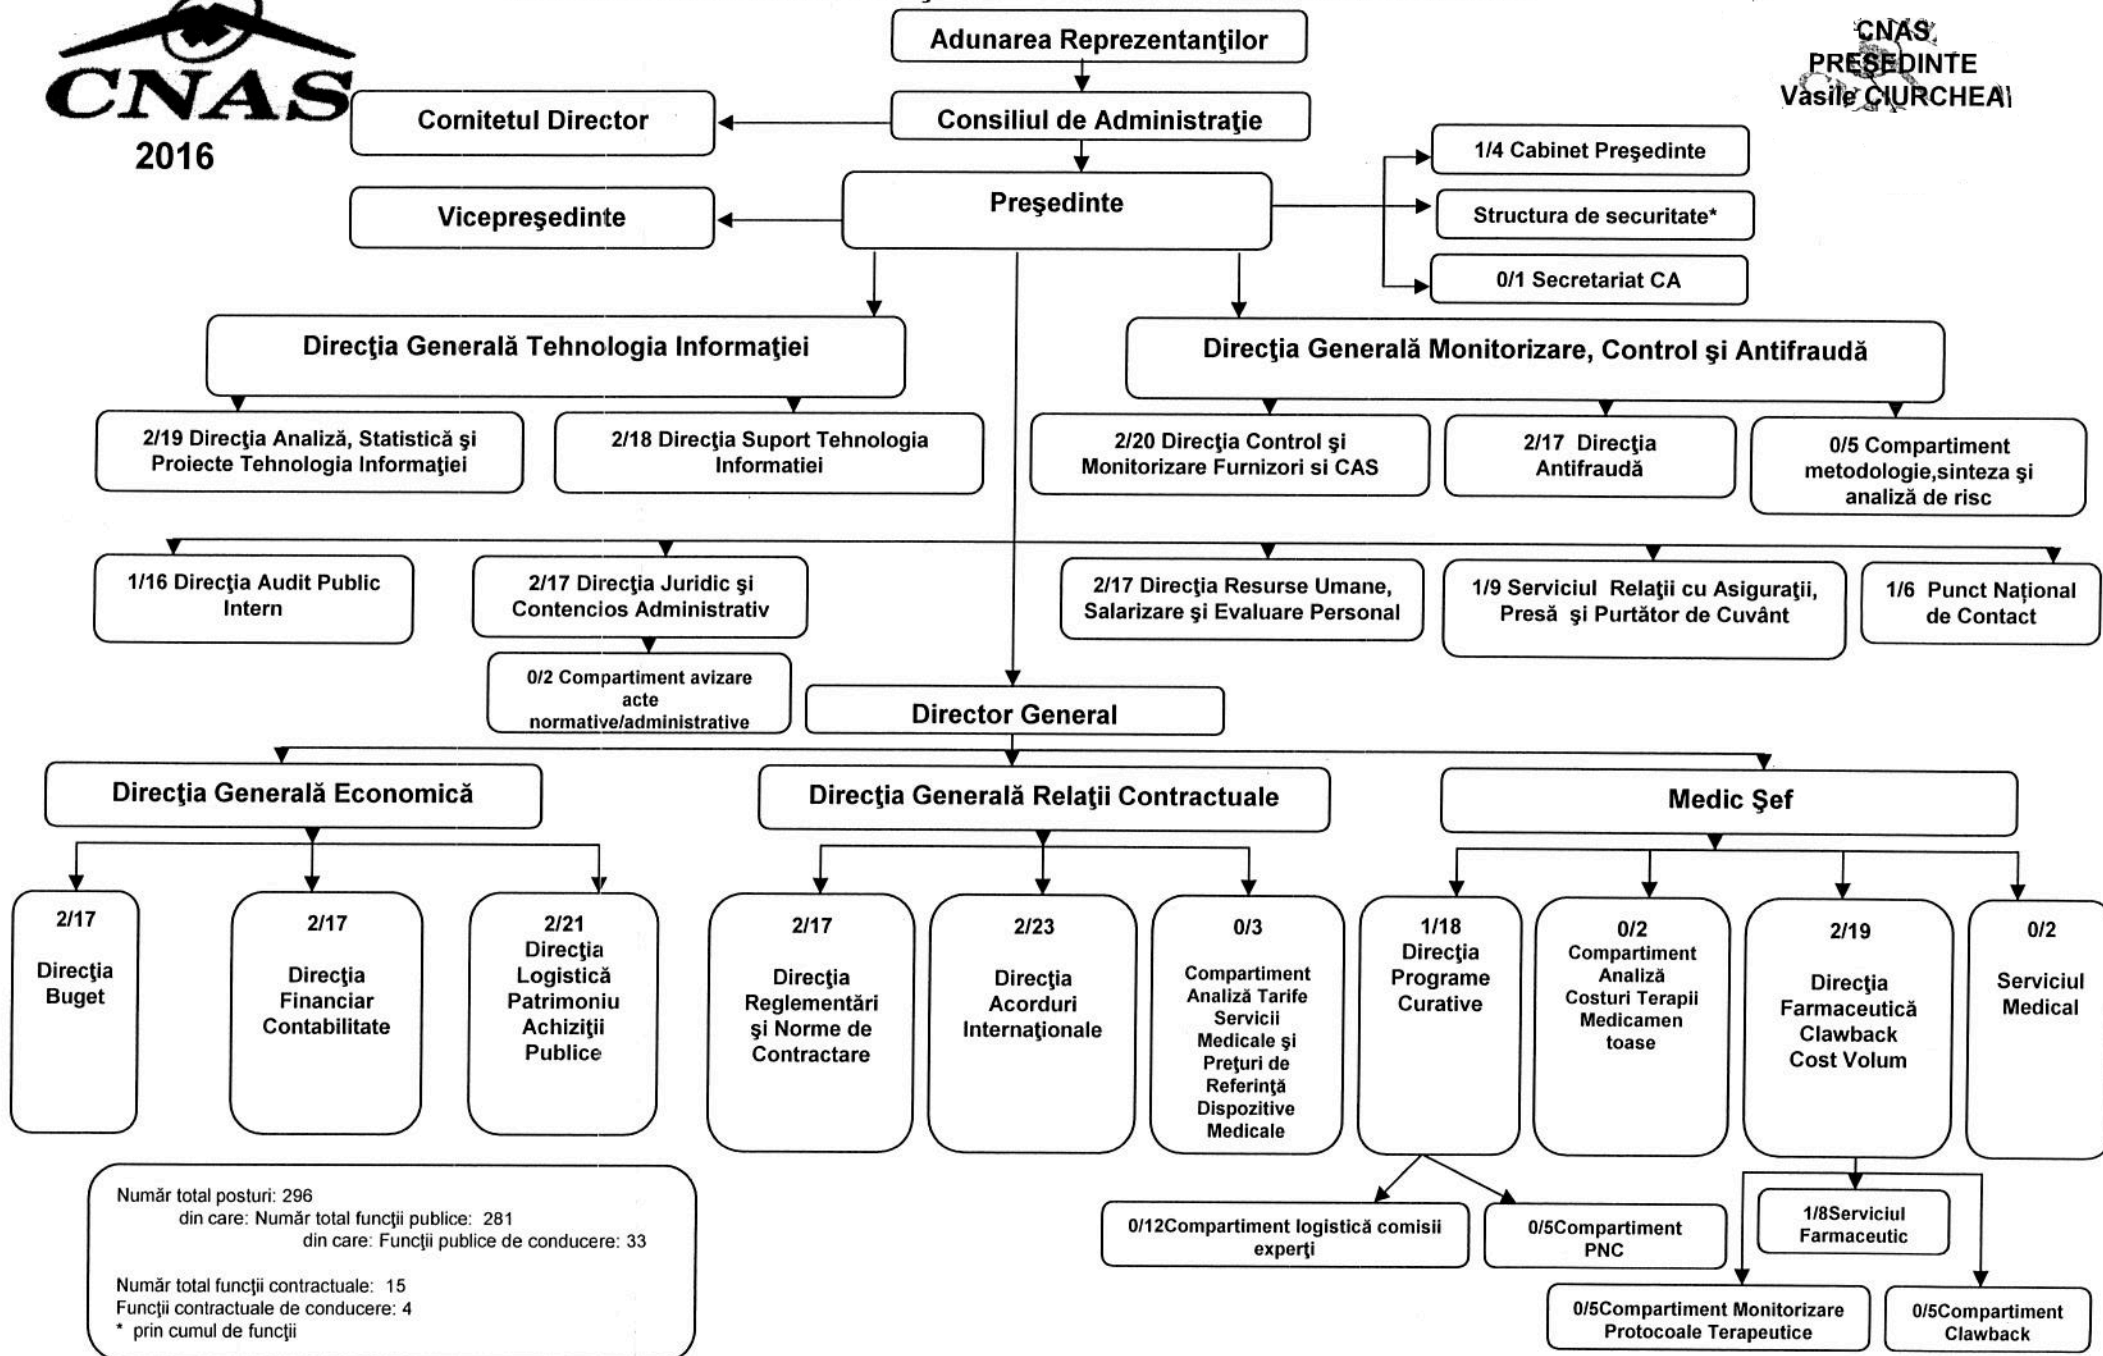 CNAS
2016
CNAS
PREŞEDINTE
Vasile CIURCHEA
Adunarea Reprezentanţilor
Consiliul de Administraţie
Comitetul Director
Preşedinte
Vicepreşedinte
1/4 Cabinet Preşedinte
Structura de securitate*
0/1 Secretariat CA
Direcţia Generală Tehnologia Informaţiei
Direcţia Generală Monitorizare, Control şi Antifraudă
2/19 Direcţia Analiză, Statistică şi
Proiecte Tehnologia Informaţiei
2/18 Direcţia Suport Tehnologia
Informatiei
2/20 Direcţia Control şi
Monitorizare Furnizori si CAS
2/17 Direcţia
Antifraudă
0/5 Compartiment
metodologie,sinteza şi
analiză de risc
1/16 Direcţia Audit Public
Intern
2/17 Direcţia Juridic şi
Contencios Administrativ
2/17 Direcţia Resurse Umane,
Salarizare şi Evaluare Personal
1/9 Serviciul Relaţii cu Asiguraţii,
Presă şi Purtător de Cuvânt
1/6 Punct Național
de Contact
0/2 Compartiment avizare
acte
normative/administrative
Director General
Direcţia Generală Economică
Direcţia Generală Relaţii Contractuale
Medic Şef
2/17
Direcţia
Buget
2/17
Direcţia
Financiar
Contabilitate
2/21
Direcţia
Logistică
Patrimoniu
Achiziţii
Publice
2/17
Direcţia
Reglementări
şi Norme de
Contractare
2/23
Direcţia
Acorduri
Internaţionale
0/3
Compartiment
Analiză Tarife
Servicii
Medicale şi
Preţuri de
Referinţă
Dispozitive
Medicale
1/18
Direcţia
Programe
Curative
0/2
Compartiment
Analiză
Costuri Terapii
Medicamen
toase
2/19
Direcţia
Farmaceutică
Clawback
Cost Volum
0/2
Serviciul
Medical
0/12Compartiment logistică comisii
experţi
0/5Compartiment
PNC
1/8Serviciul
Farmaceutic
0/5Compartiment Monitorizare
Protocoale Terapeutice
0/5Compartiment
Clawback
Număr total posturi: 296
din care: Număr total funcţii publice: 281
din care: Funcţii publice de conducere: 33
Număr total funcţii contractuale: 15
Funcţii contractuale de conducere: 4
* prin cumul de funcţii